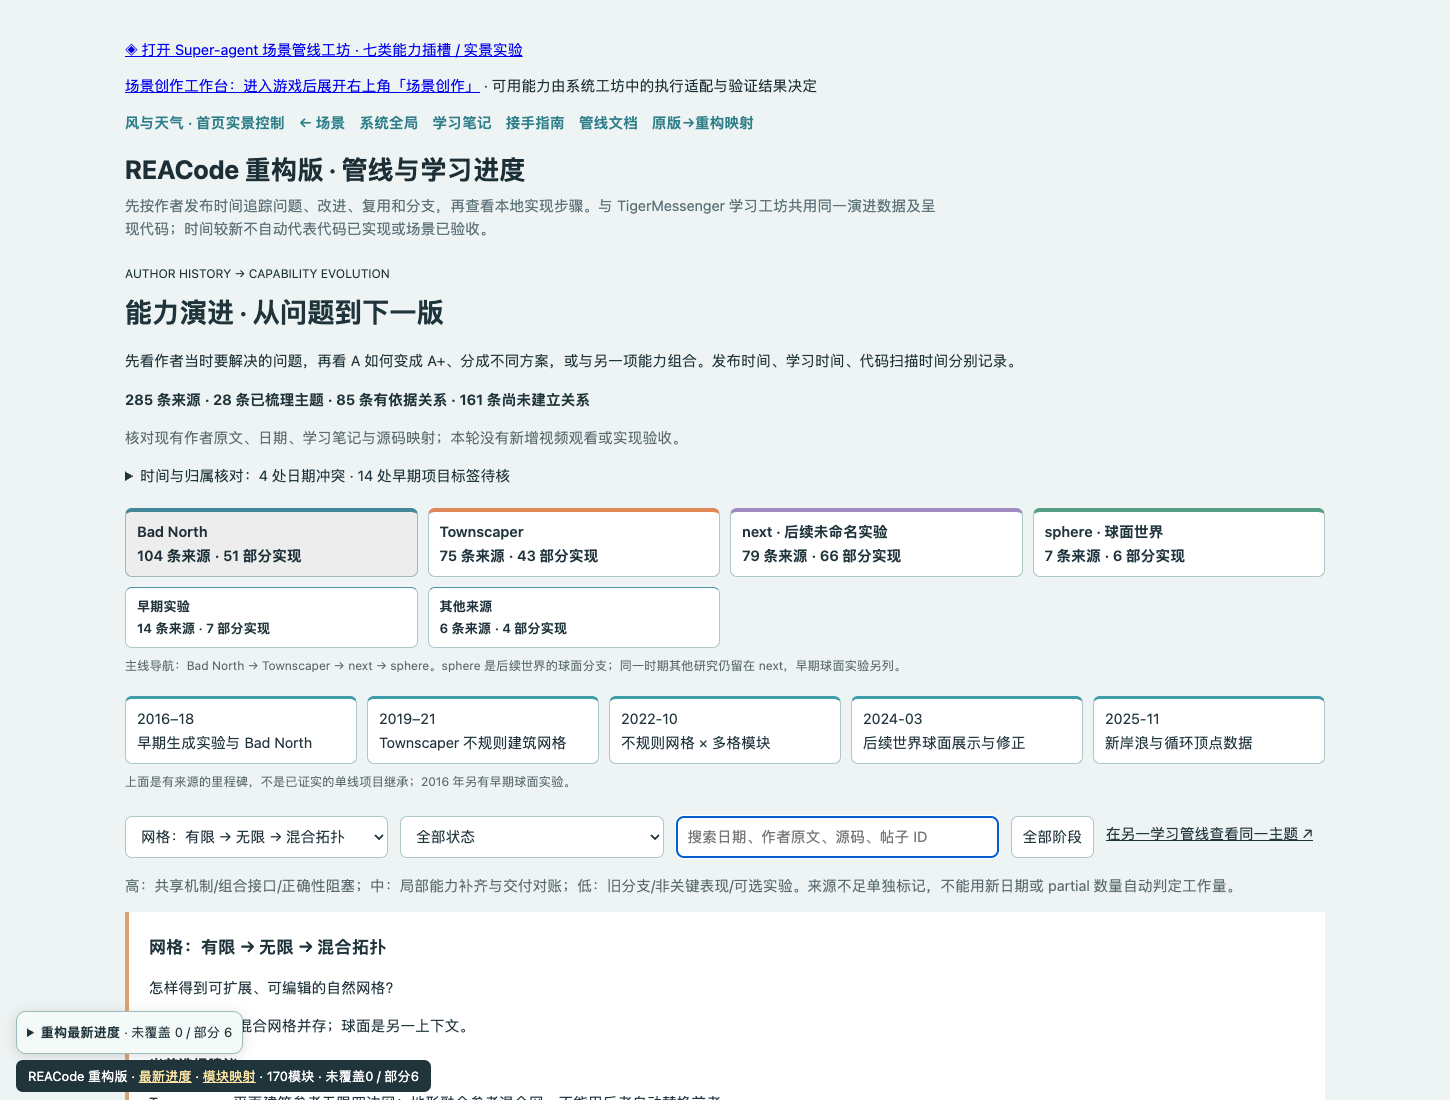 ◈ 打开 Super-agent 场景管线工坊 · 七类能力插槽 / 实景实验
场景创作工作台：进入游戏后展开右上角「场景创作」 · 可用能力由系统工坊中的执行适配与验证结果决定
风与天气 · 首页实景控制 ← 场景 系统全局 学习笔记 接手指南 管线文档 原版→重构映射
REACode 重构版 · 管线与学习进度
先按作者发布时间追踪问题、改进、复用和分支，再查看本地实现步骤。与 TigerMessenger 学习工坊共用同一演进数据及呈
现代码；时间较新不自动代表代码已实现或场景已验收。
AUTHOR HISTORY → CAPABILITY EVOLUTION
能力演进 · 从问题到下一版
先看作者当时要解决的问题，再看 A 如何变成 A+、分成不同方案，或与另一项能力组合。发布时间、学习时间、代码扫描时间分别记录。
285 条来源 · 28 条已梳理主题 · 85 条有依据关系 · 161 条尚未建立关系
核对现有作者原文、日期、学习笔记与源码映射；本轮没有新增视频观看或实现验收。
▶ 时间与归属核对：4 处日期冲突 · 14 处早期项目标签待核
Bad North
104 条来源 · 51 部分实现
Townscaper
75 条来源 · 43 部分实现
next · 后续未命名实验
79 条来源 · 66 部分实现
sphere · 球面世界
7 条来源 · 6 部分实现
早期实验
14 条来源 · 7 部分实现
其他来源
6 条来源 · 4 部分实现
主线导航：Bad North → Townscaper → next → sphere。sphere 是后续世界的球面分支；同一时期其他研究仍留在 next，早期球面实验另列。
2016–18
早期生成实验与 Bad North
2019–21
Townscaper 不规则建筑网格
2022-10
不规则网格 × 多格模块
2024-03
后续世界球面展示与修正
2025-11
新岸浪与循环顶点数据
上面是有来源的里程碑，不是已证实的单线项目继承；2016 年另有早期球面实验。
网格：有限 → 无限 → 混合拓扑
全部状态
搜索日期、作者原文、源码、帖子 ID
全部阶段
在另一学习管线查看同一主题 ↗
高：共享机制/组合接口/正确性阻塞；中：局部能力补齐与交付对账；低：旧分支/非关键表现/可选实验。来源不足单独标记，不能用新日期或 partial 数量自动判定工作量。
网格：有限 → 无限 → 混合拓扑
怎样得到可扩展、可编辑的自然网格?
混合网格并存；球面是另一上下文。
▶ 重构最新进度 · 未覆盖 0 / 部分 6
REACode 重构版 · 最新进度 · 模块映射 · 170模块 · 未覆盖0 / 部分6